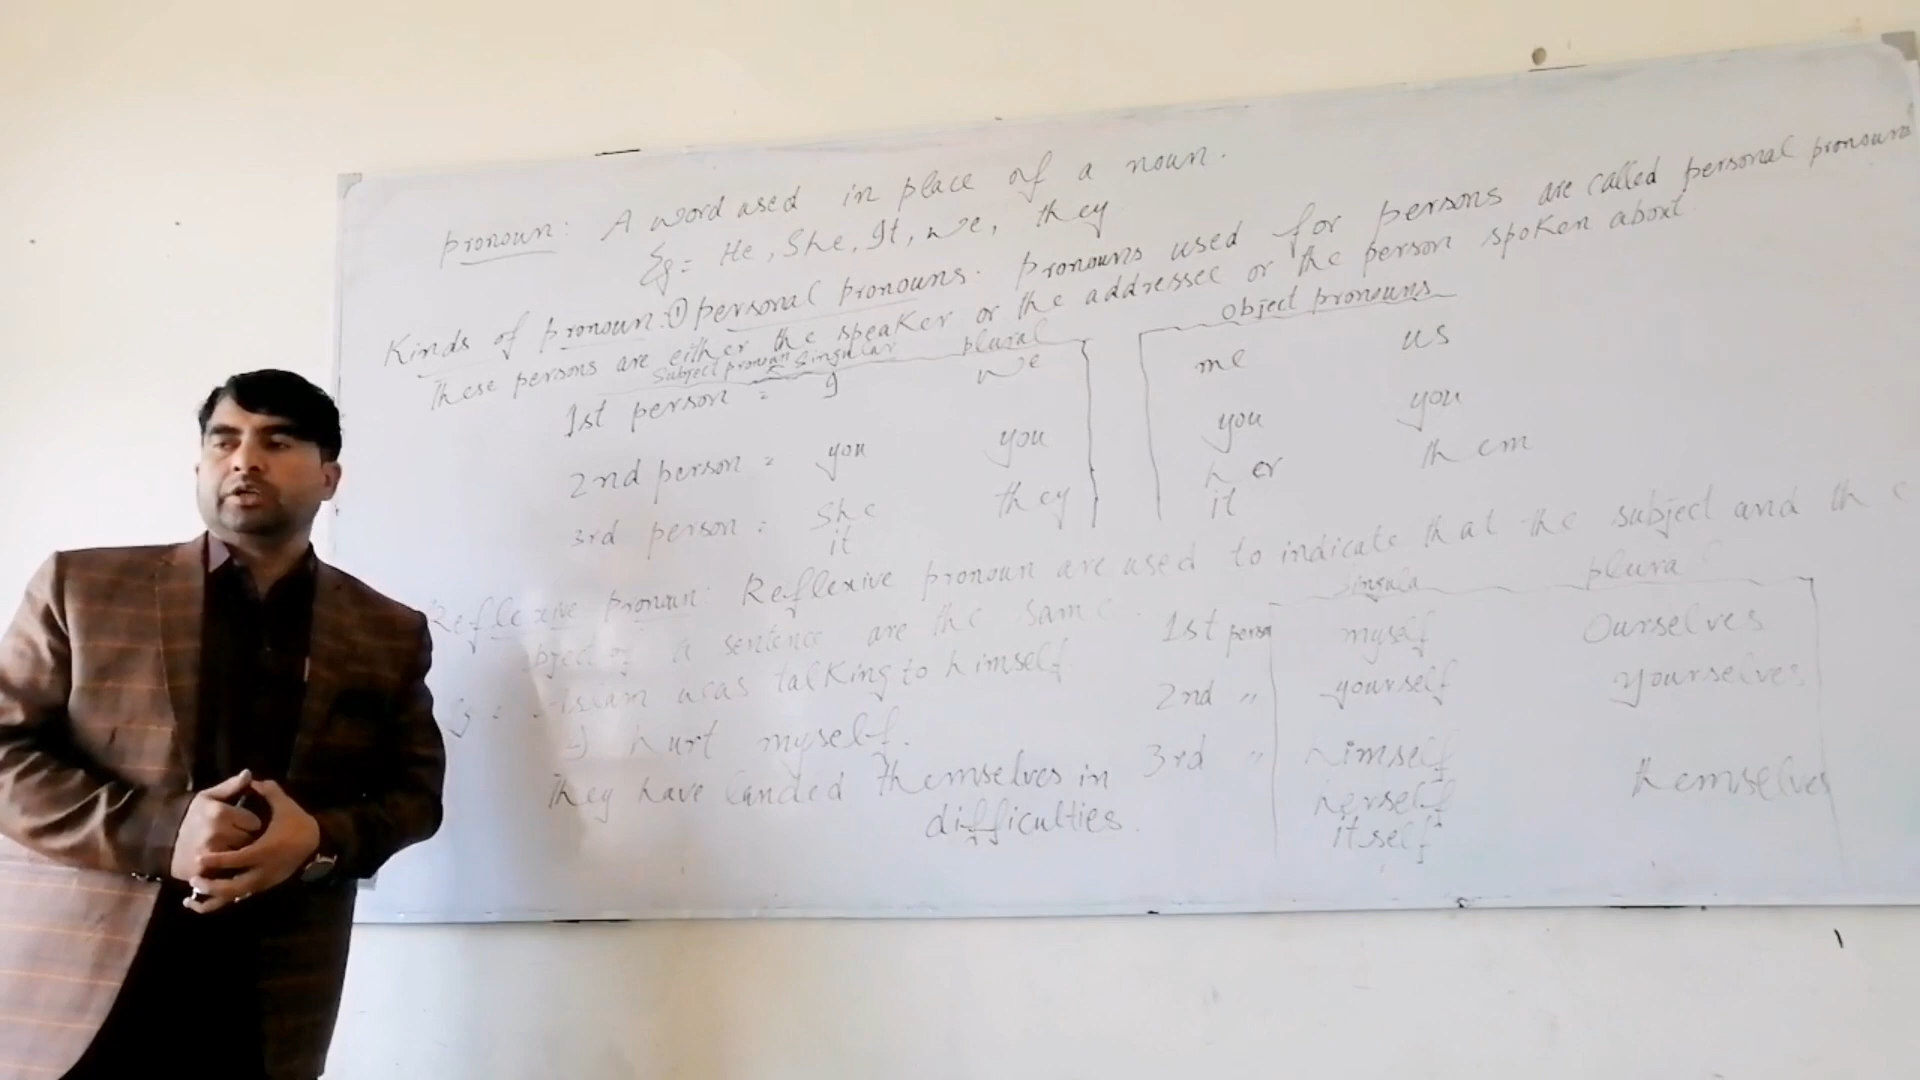 pronoun: A word used in place of a noun.
Eg = He, She, It, we, they
Kinds of pronoun: ① personal pronouns. pronouns used for persons are called personal pronouns
These persons are either the speaker or the addressee or the person spoken about
Subject pronoun Singular plural Object pronouns
1st person = I we me us
2nd person = you you you you
3rd person = She they her them
it it
Reflexive pronoun: Reflexive pronoun are used to indicate that the subject and the
of a sentence are the same.
singula plura
1st perso myself Ourselves
was talking to himself
2nd " yourself yourselves
hurt myself.
3rd " himself themselves
They have landed themselves in
herself
difficulties.
itself